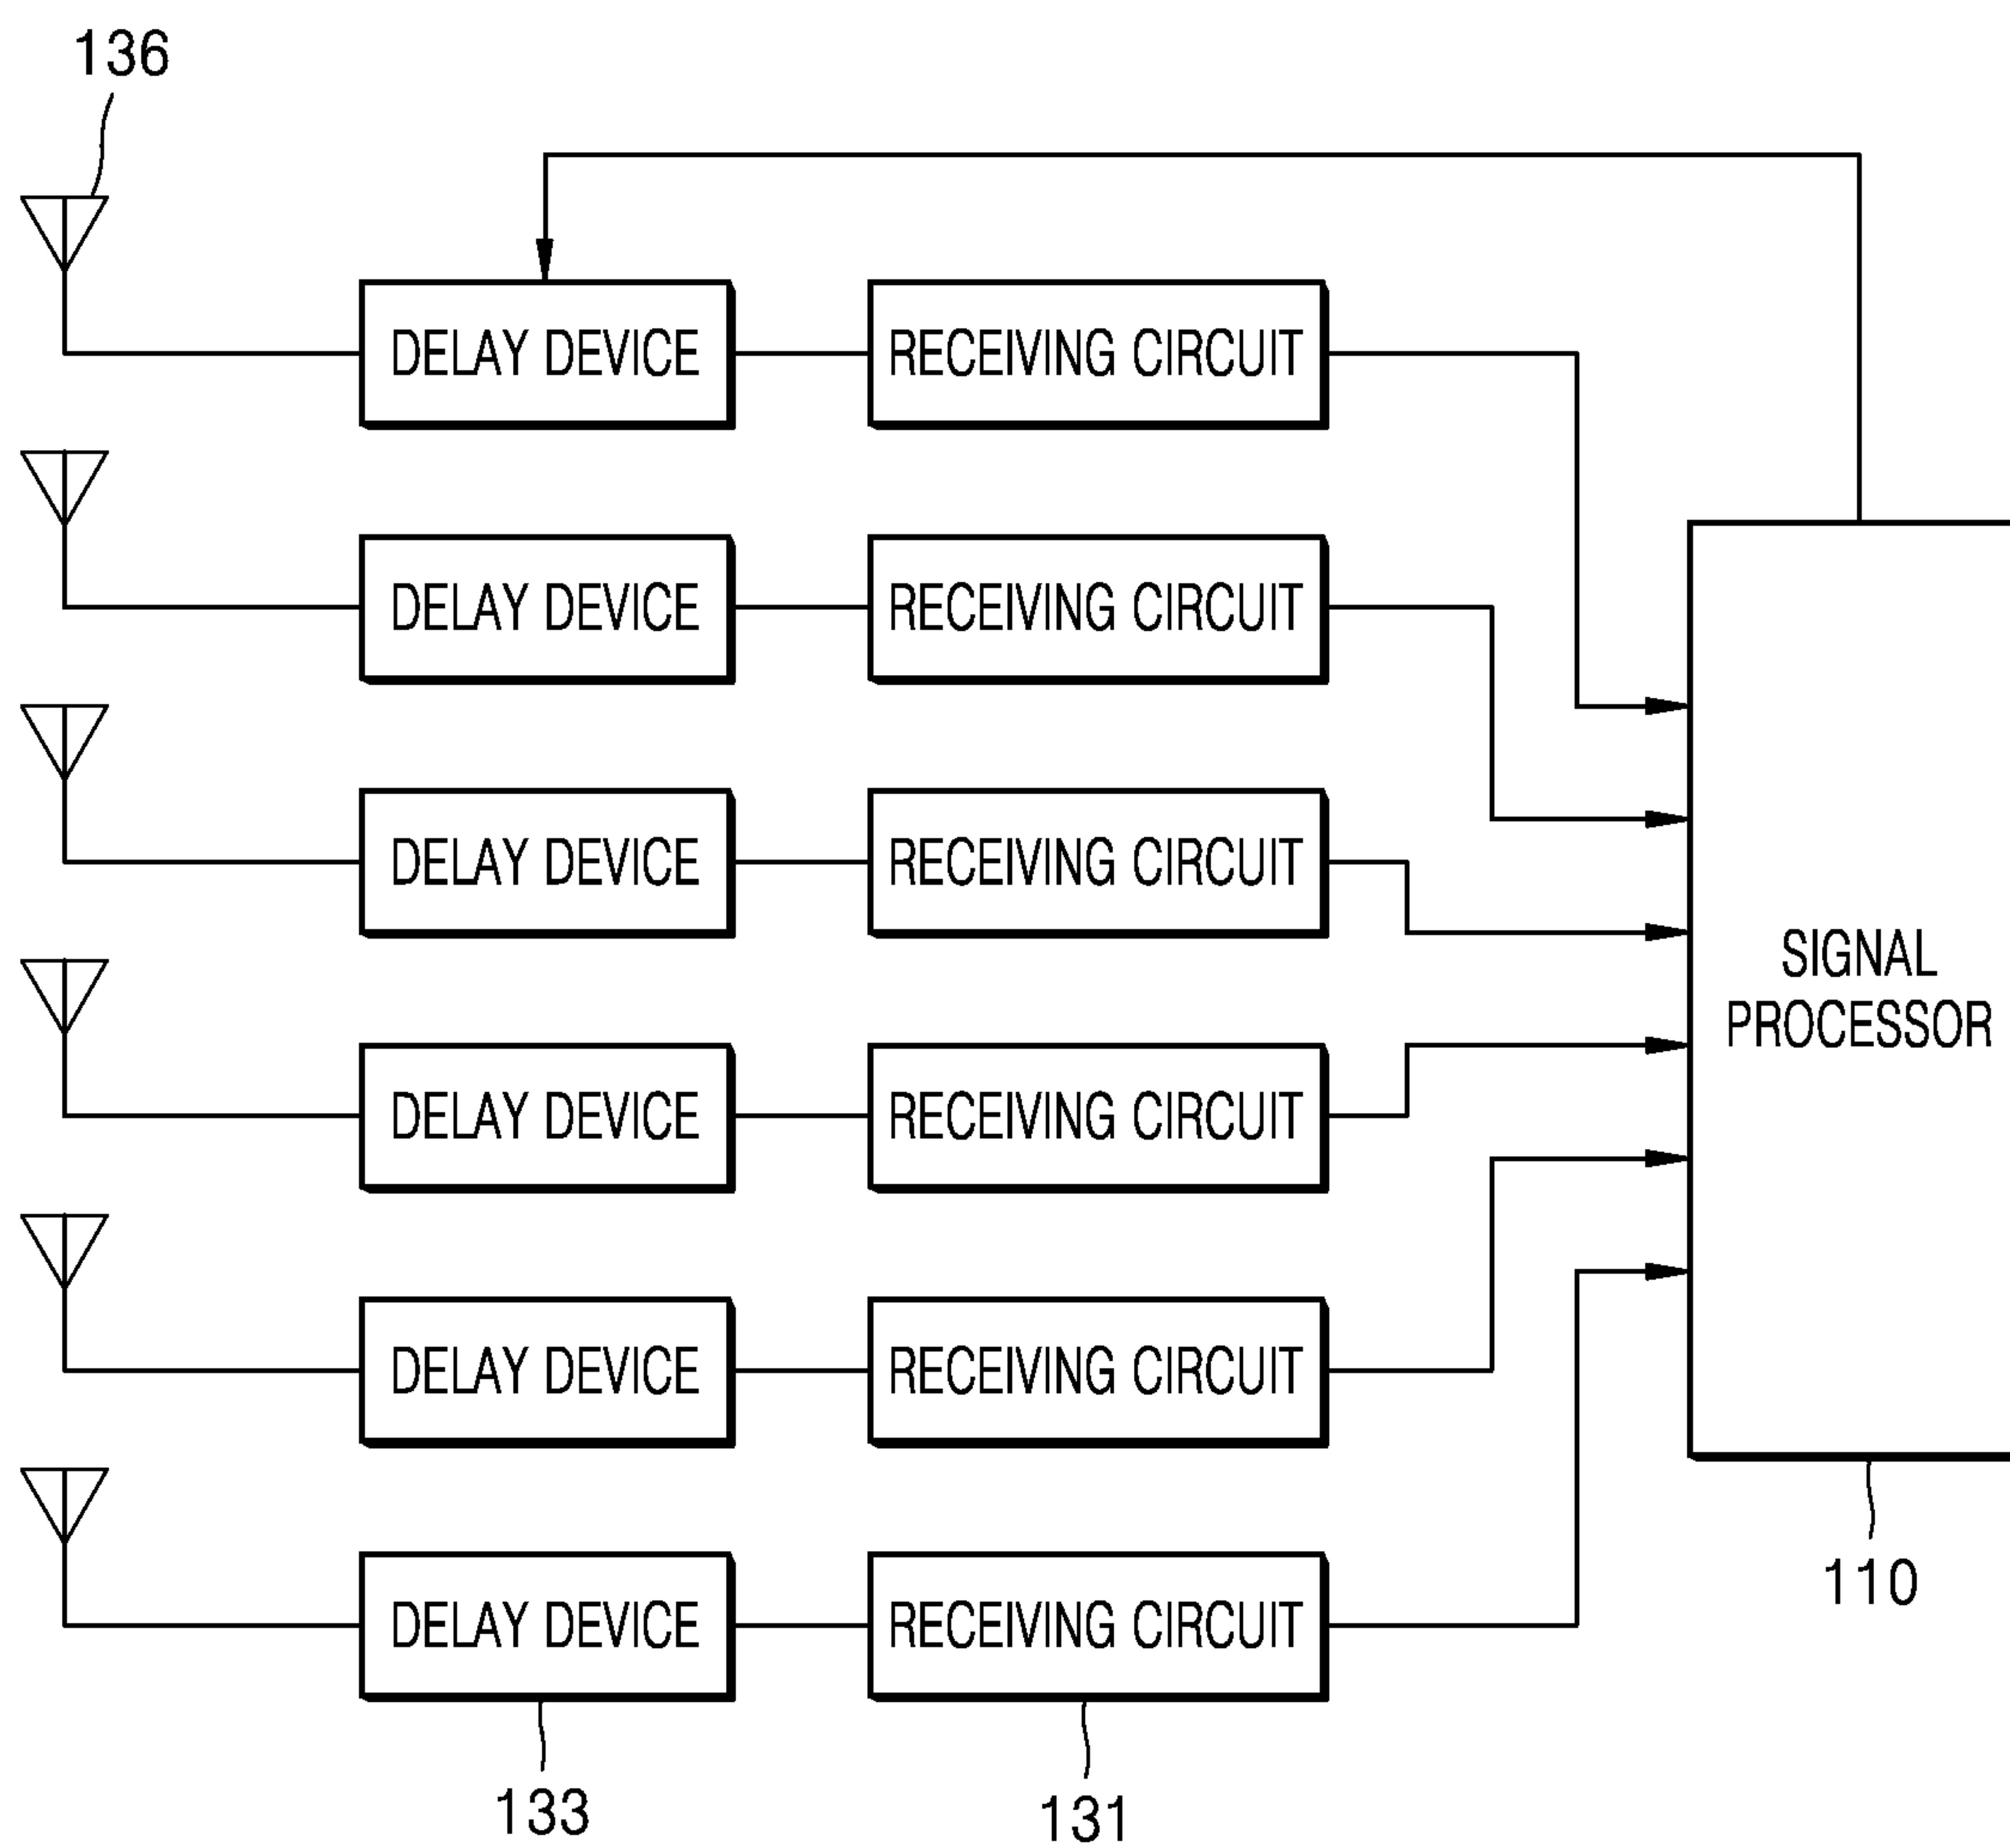 136
DELAY DEVICE
RECEIVING CIRCUIT
DELAY DEVICE
RECEIVING CIRCUIT
DELAY DEVICE
RECEIVING CIRCUIT
SIGNAL
PROCESSOR
DELAY DEVICE
RECEIVING CIRCUIT
DELAY DEVICE
RECEIVING CIRCUIT
DELAY DEVICE
RECEIVING CIRCUIT
110
133
131